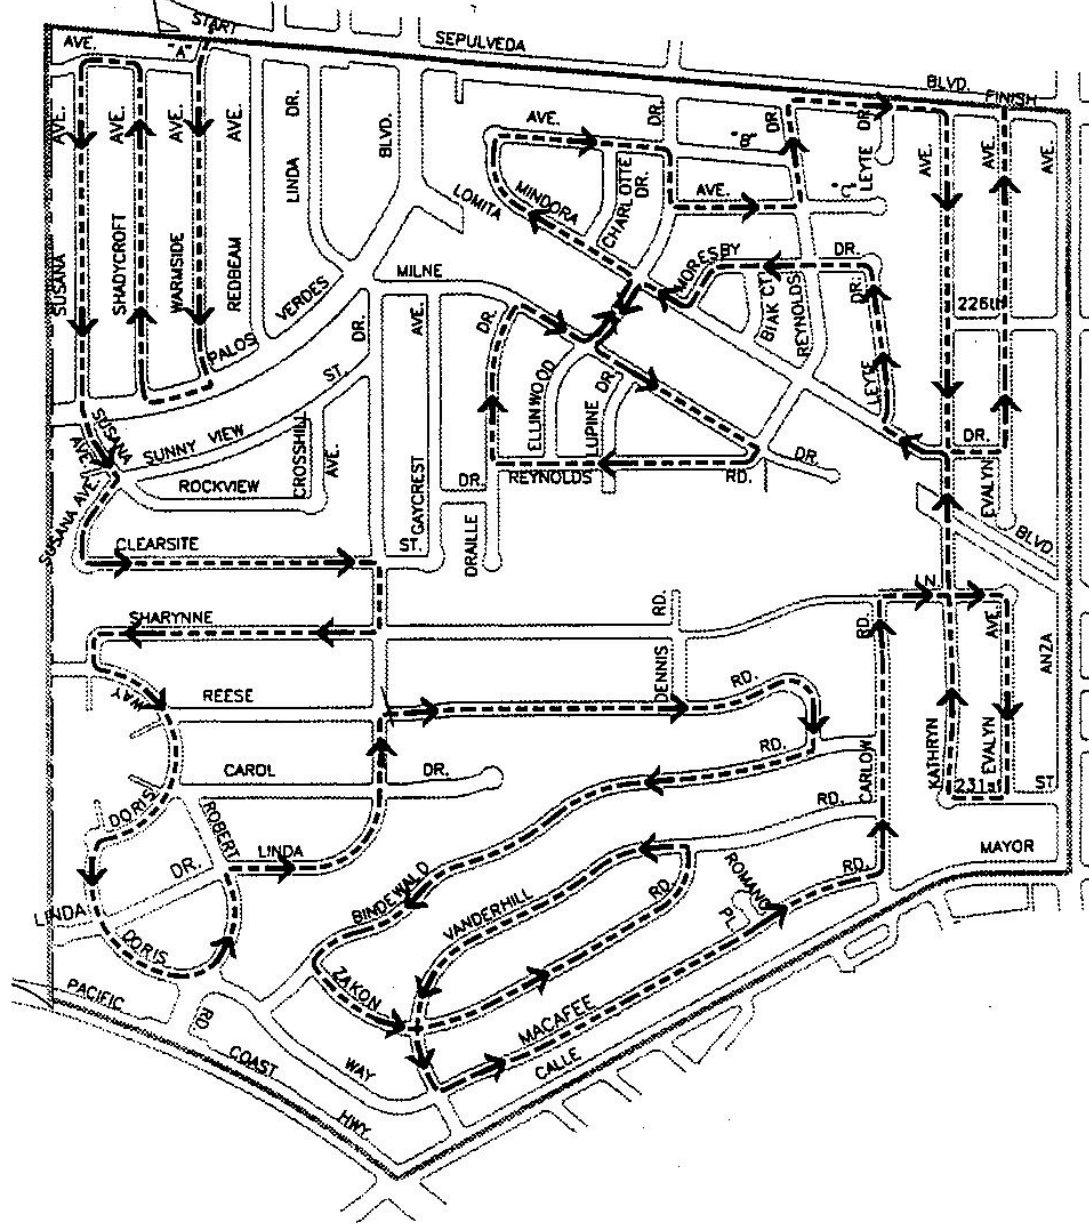 START
SEPULVEDA
BLVD.
FINISH
AVE.
"A"
AVE.
AVE.
AVE.
AVE.
DR.
BLVD.
AVE.
DR.
DR.
"B"
"C"
DR.
LEYTE
AVE.
AVE.
AVE.
SUSANA
SHADYCROFT
WARMSIDE
REDBEAM
LINDA
LOMITA
MINDORA
CHARLOTTE
DR.
AVE.
MORESBY
DR.
DR.
BIAK CT.
REYNOLDS
226th
MILNE
VERDES
PALOS
DR.
AVE.
DR.
ST.
ELLINWOOD
DR.
LUPINE
LEYTE
DR.
SUSANA
AVE.
SUNNY VIEW
CROSSHILL
AVE.
ROCKVIEW
GAYCREST
DR.
REYNOLDS
RD.
DR.
EVALYN
BLVD.
SUSANA AVE.
CLEARSITE
ST.
DRAILLE
LN.
SHARYNNE
RD.
RD.
AVE.
ANZA
WAY
REESE
DENNIS
RD.
CAROL
DR.
RD.
CARLOW
KATHRYN
EVALYN
231st
ST.
DORIS
ROBERT
LINDA
RD.
MAYOR
DR.
BINDEWALD
VANDERHILL
RD.
ROMANO
PL.
RD.
LINDA
DORIS
ZAKON
PACIFIC
RD.
COAST
WAY
MACAFEE
CALLE
HWY.